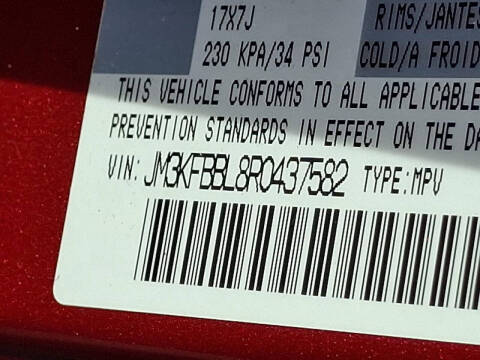 17X7J RIMS/JANTES
230 KPA/34 PSI COLD/A FROID
THIS VEHICLE CONFORMS TO ALL APPLICABLE
PREVENTION STANDARDS IN EFFECT ON THE DA
VIN: JM3KFBBL8R0437582 TYPE:MPV